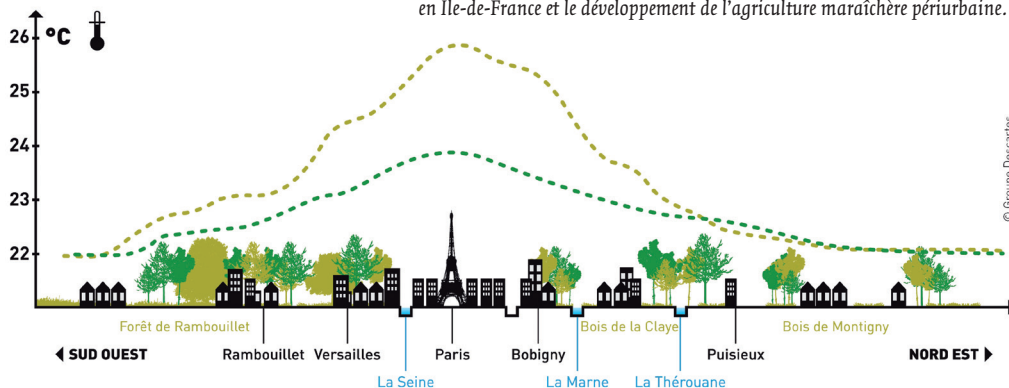 en Ile-de-France et le développement de l'agriculture maraîchère périurbaine.
°C
26
25
24
23
22
© Groupe Descartes
Forêt de Rambouillet
Bois de la Claye
Bois de Montigny
SUD OUEST
Rambouillet
Versailles
Paris
Bobigny
Puisieux
NORD EST
La Seine
La Marne
La Thérouane